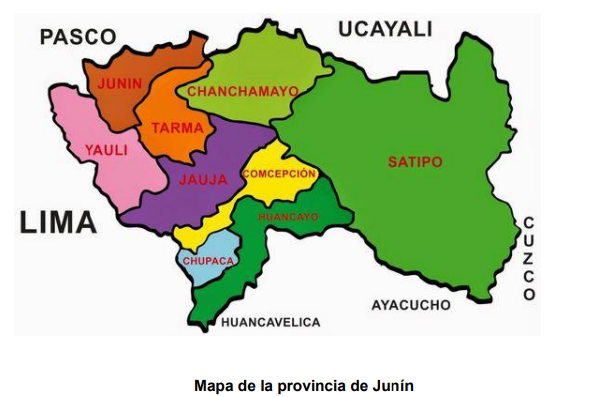 PASCO
UCAYALI
JUNIN
CHANCHAMAYO
TARMA
YAULI
SATIPO
JAUJA
COMCEPCIÓN
LIMA
HUANCAYO
CUZCO
CHUPACA
AYACUCHO
HUANCAVELICA
Mapa de la provincia de Junín